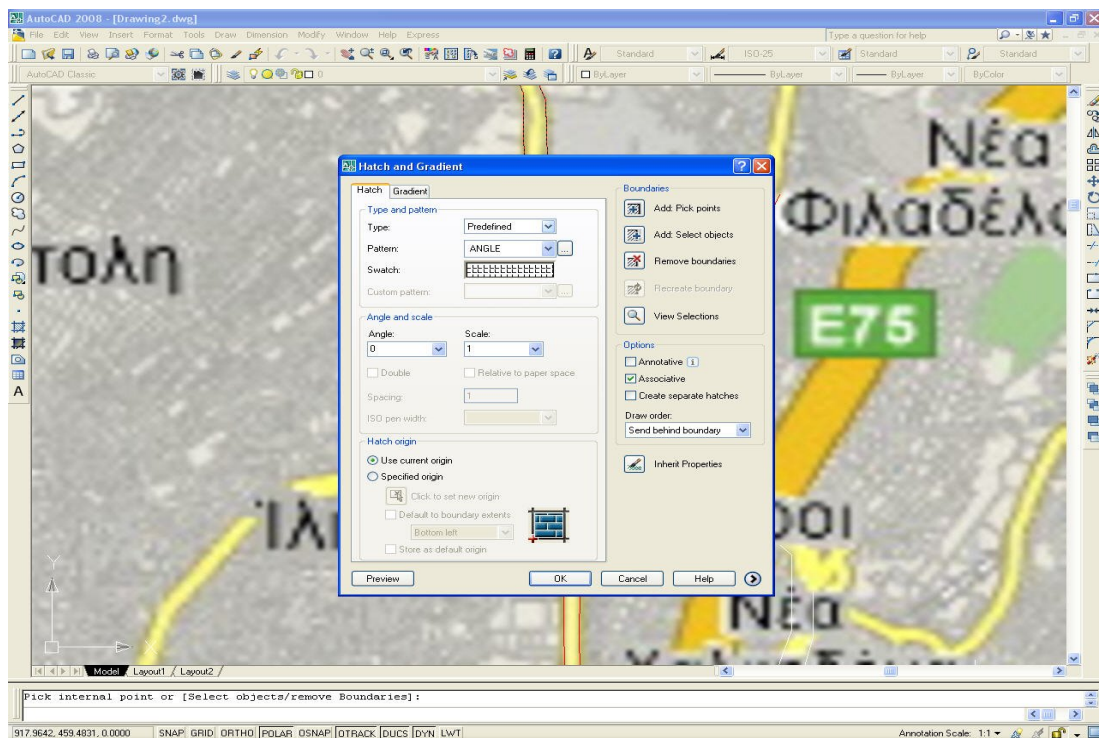 AutoCAD 2008 - [Drawing2.dwg]
File Edit View Insert Format Tools Draw Dimension Modify Window Help Express
Type a question for help
Standard ISO-25 Standard Standard
AutoCAD Classic 0 ByLayer ByLayer ByLayer ByColor
Νέα
Φιλαδέλφ
τολη
E75
Ίλι
ροι
Νέα
Hatch and Gradient
Hatch Gradient
Type and pattern
Type: Predefined
Pattern: ANGLE ...
Swatch:
Custom pattern: ...
Angle and scale
Angle: Scale:
0 1
Double Relative to paper space
Spacing: 1
ISO pen width:
Hatch origin
Use current origin
Specified origin
Click to set new origin
Default to boundary extents
Bottom left
Store as default origin
Boundaries
Add: Pick points
Add: Select objects
Remove boundaries
Recreate boundary
View Selections
Options
Annotative
Associative
Create separate hatches
Draw order:
Send behind boundary
Inherit Properties
Preview OK Cancel Help
Y
X
Model Layout1 Layout2
Pick internal point or [Select objects/remove Boundaries]:
917.9642, 459.4831, 0.0000 SNAP GRID ORTHO POLAR OSNAP OTRACK DUCS DYN LWT Annotation Scale: 1:1